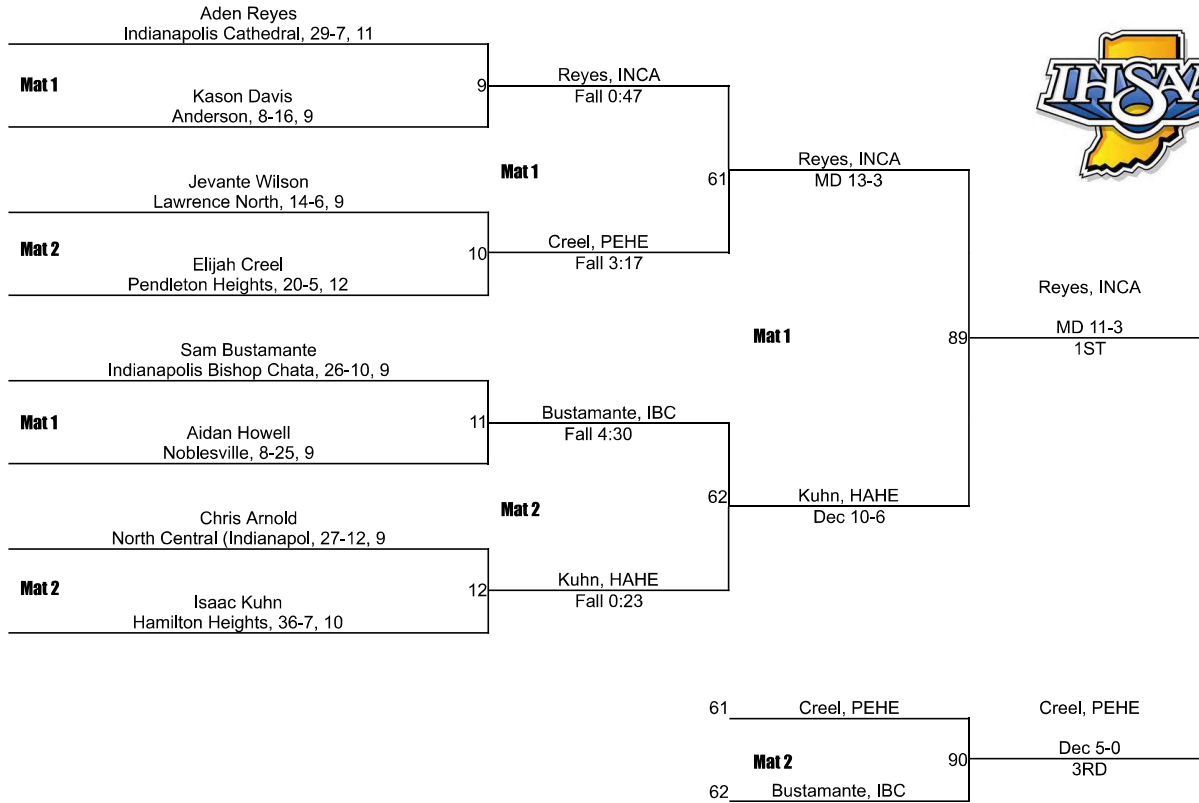 Aden Reyes
Indianapolis Cathedral, 29-7, 11
Mat 1
9
Kason Davis
Anderson, 8-16, 9
Reyes, INCA
Fall 0:47
Mat 1
61
Jevante Wilson
Lawrence North, 14-6, 9
Mat 2
10
Elijah Creel
Pendleton Heights, 20-5, 12
Creel, PEHE
Fall 3:17
Reyes, INCA
MD 13-3
IHSAA
Mat 1
89
Reyes, INCA
MD 11-3
1ST
Sam Bustamante
Indianapolis Bishop Chata, 26-10, 9
Mat 1
11
Aidan Howell
Noblesville, 8-25, 9
Bustamante, IBC
Fall 4:30
Mat 2
62
Kuhn, HAHE
Dec 10-6
Chris Arnold
North Central (Indianapol, 27-12, 9
Mat 2
12
Isaac Kuhn
Hamilton Heights, 36-7, 10
Kuhn, HAHE
Fall 0:23
61
Creel, PEHE
Mat 2
90
62
Bustamante, IBC
Creel, PEHE
Dec 5-0
3RD